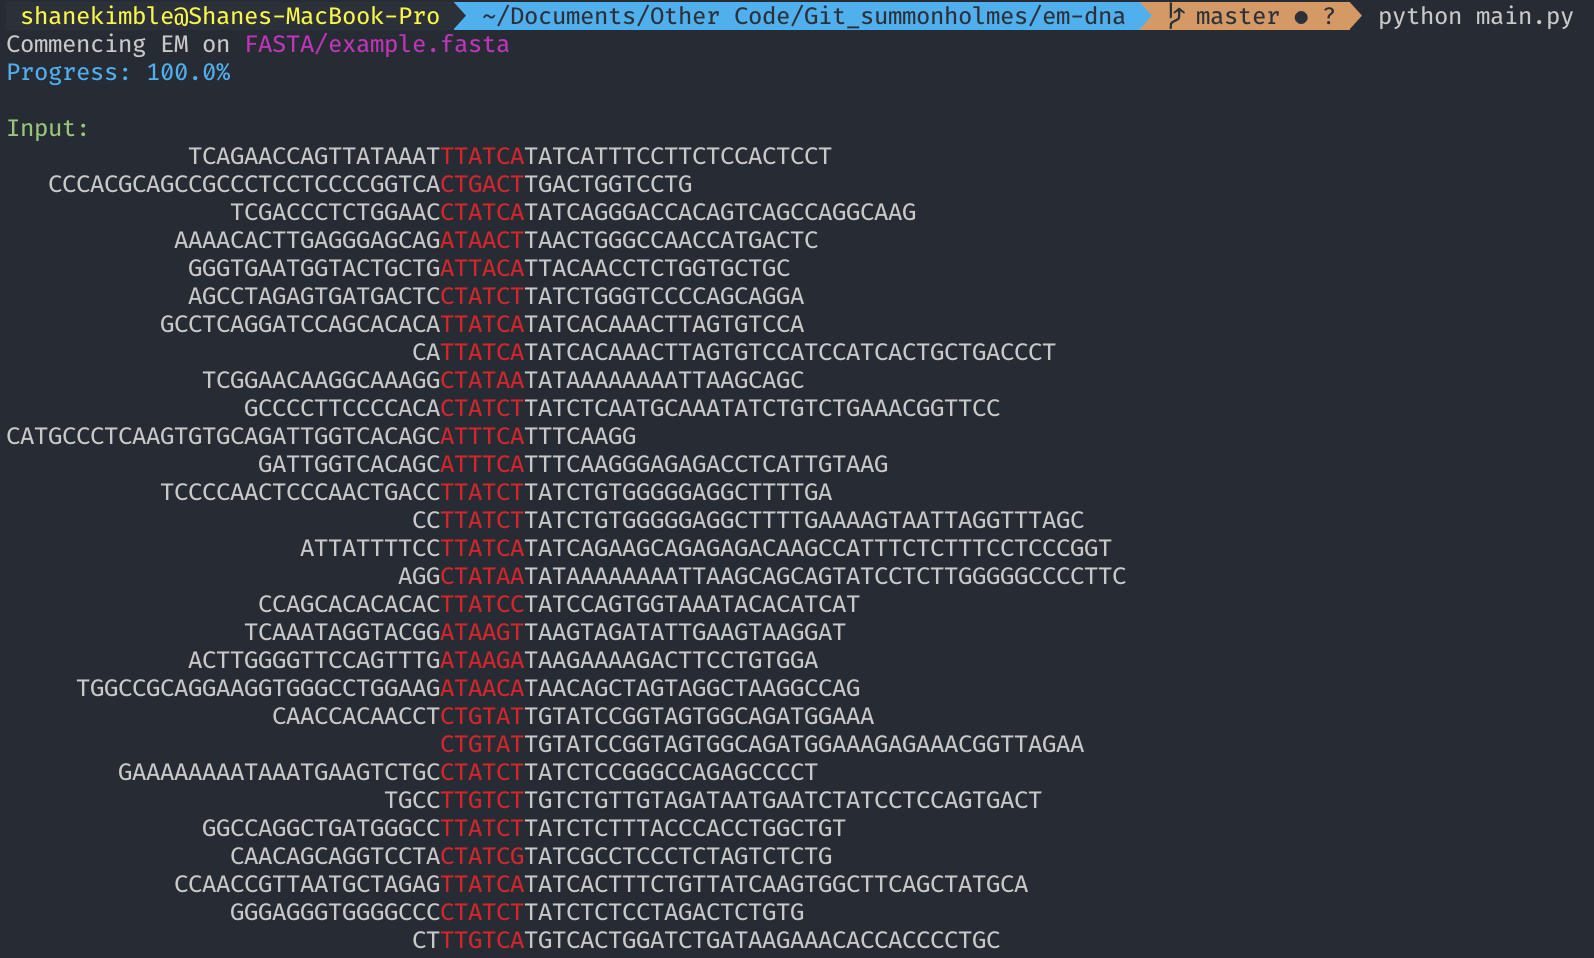 shanekimble@Shanes-MacBook-Pro ~/Documents/Other Code/Git_summonholmes/em-dna master ● ? python main.py
Commencing EM on FASTA/example.fasta
Progress: 100.0%
Input:
TCAGAACCAGTTATAAATTTATCATATCATTTCCTTCTCCACTCCT
CCCACGCAGCCGCCCTCCTCCCCGGTCACTGACTTGACTGGTCCTG
TCGACCCTCTGGAACCTATCATATCAGGGACCACAGTCAGCCAGGCAAG
AAAACACTTGAGGGAGCAGATAACTTAACTGGGCCAACCATGACTC
GGGTGAATGGTACTGCTGATTACATTACAACCTCTGGTGCTGC
AGCCTAGAGTGATGACTCCTATCTTATCTGGGTCCCCAGCAGGA
GCCTCAGGATCCAGCACACATTATCATATCACAAACTTAGTGTCCA
CATTATCATATCACAAACTTAGTGTCCATCCATCACTGCTGACCCT
TCGGAACAAGGCAAAGGCTATAATATAAAAAAAATTAAGCAGC
GCCCCTTCCCCACACTATCTTATCTCAATGCAAATATCTGTCTGAAACGGTTCC
CATGCCCTCAAGTGTGCAGATTGGTCACAGCATTTCATTTCAAGG
GATTGGTCACAGCATTTCATTTCAAGGGAGAGACCTCATTGTAAG
TCCCCAACTCCCAACTGACCTTATCTTATCTGTGGGGGAGGCTTTTGA
CCTTATCTTATCTGTGGGGGAGGCTTTTGAAAAGTAATTAGGTTTAGC
ATTATTTTCCTTATCATATCAGAAGCAGAGAGACAAGCCATTTCTCTTTCCTCCCGGT
AGGCTATAATATAAAAAAAATTAAGCAGCAGTATCCTCTTGGGGGCCCCTTC
CCAGCACACACACTTATCCTATCCAGTGGTAAATACACATCAT
TCAAATAGGTACGGATAAGTTAAGTAGATATTGAAGTAAGGAT
ACTTGGGGTTCCAGTTTGATAAGATAAGAAAAGACTTCCTGTGGA
TGGCCGCAGGAAGGTGGGCCTGGAAGATAACATAACAGCTAGTAGGCTAAGGCCAG
CAACCACAACCTCTGTATTGTATCCGGTAGTGGCAGATGGAAA
CTGTATTGTATCCGGTAGTGGCAGATGGAAAGAGAAACGGTTAGAA
GAAAAAAAATAAATGAAGTCTGCCTATCTTATCTCCGGGCCAGAGCCCCT
TGCCTTGTCTTGTCTGTTGTAGATAATGAATCTATCCTCCAGTGACT
GGCCAGGCTGATGGGCCTTATCTTATCTCTTTACCCACCTGGCTGT
CAACAGCAGGTCCTACTATCGTATCGCCTCCCTCTAGTCTCTG
CCAACCGTTAATGCTAGAGTTATCATATCACTTTCTGTTATCAAGTGGCTTCAGCTATGCA
GGGAGGGTGGGGCCCCTATCTTATCTCTCCTAGACTCTGTG
CTTTGTCATGTCACTGGATCTGATAAGAAACACCACCCCTGC